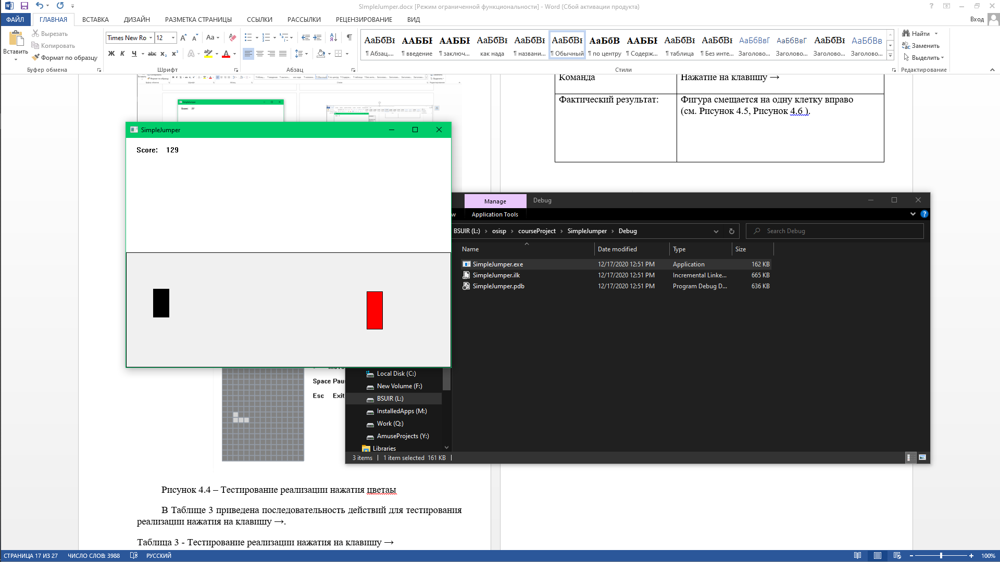 SImpleJumper.docx [Режим ограниченной функциональности] - Word (Сбой активации продукта)
ФАЙЛ ГЛАВНАЯ ВСТАВКА ДИЗАЙН РАЗМЕТКА СТРАНИЦЫ ССЫЛКИ РАССЫЛКИ РЕЦЕНЗИРОВАНИЕ ВИД Вход
Вставить
Вырезать
Копировать
Формат по образцу
Буфер обмена
Times New Ro 12
Шрифт
Абзац
АаБбВı ААББІ ААББІ АаБбВı АаБбВı АаБбВı АаБбВ ААББІ АаБбВı АаБбВı АаБбВвГ АаБбВвГ АаБбВı АаБбВв
¶ Абзац... ¶ введение ¶ заключ... как нада ¶ названи... ¶ Обычный ¶ по центру ¶ Содерж... ¶ таблица ¶ Без инте... Заголово... Заголово... Заголово... Заголово...
Стили
Найти
Заменить
Выделить
Редактирование
SimpleJumper
Score: 27
Команда Нажатие на клавишу →
Фактический результат: Фигура смещается на одну клетку вправо
(см. Рисунок 4.5, Рисунок 4.6 ).
SimpleJumper
Score: 129
Manage Debug
w Application Tools
BSUIR (L:) › osisp › courseProject › SimpleJumper › Debug Search Debug
Name Date modified Type Size
SimpleJumper.exe 12/17/2020 12:51 PM Application 162 KB
SimpleJumper.ilk 12/17/2020 12:51 PM Incremental Linke... 665 KB
SimpleJumper.pdb 12/17/2020 12:51 PM Program Debug D... 636 KB
Local Disk (C:)
New Volume (F:)
BSUIR (L:)
InstalledApps (M:)
Work (Q:)
AmuseProjects (Y:)
Libraries
3 items 1 item selected 161 KB
Space Pau
Esc Exit
Рисунок 4.4 – Тестирование реализации нажатия цветаы
В Таблице 3 приведена последовательность действий для тестирования
реализации нажатия на клавишу →.
Таблица 3 - Тестирование реализации нажатия на клавишу →
СТРАНИЦА 17 ИЗ 27 ЧИСЛО СЛОВ: 3988 РУССКИЙ 100%